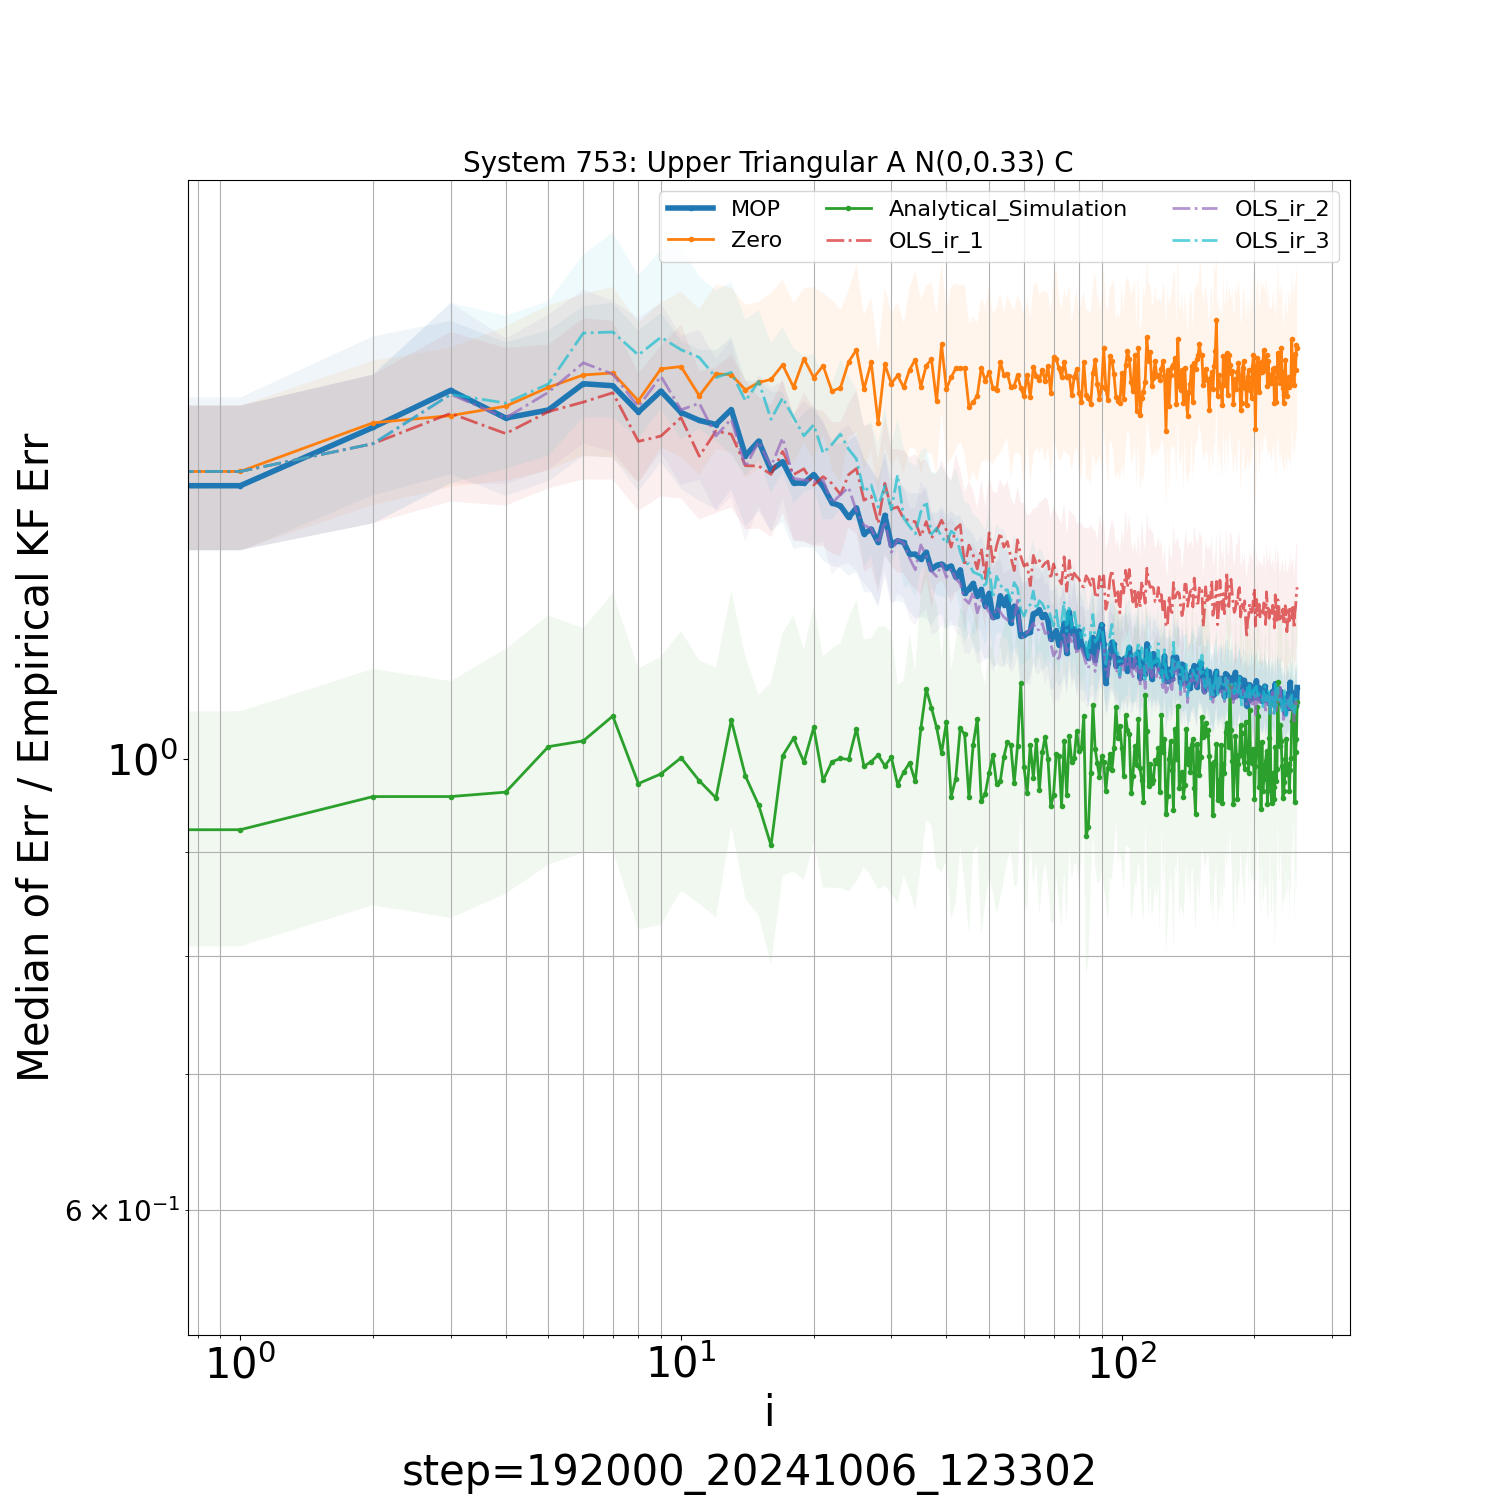 System 753: Upper Triangular A N(0,0.33) C
MOP
Zero
Analytical_Simulation
OLS_ir_1
OLS_ir_2
OLS_ir_3
Median of Err / Empirical KF Err
10⁰
6 × 10⁻¹
10⁰ 10¹ 10²
i
step=192000_20241006_123302